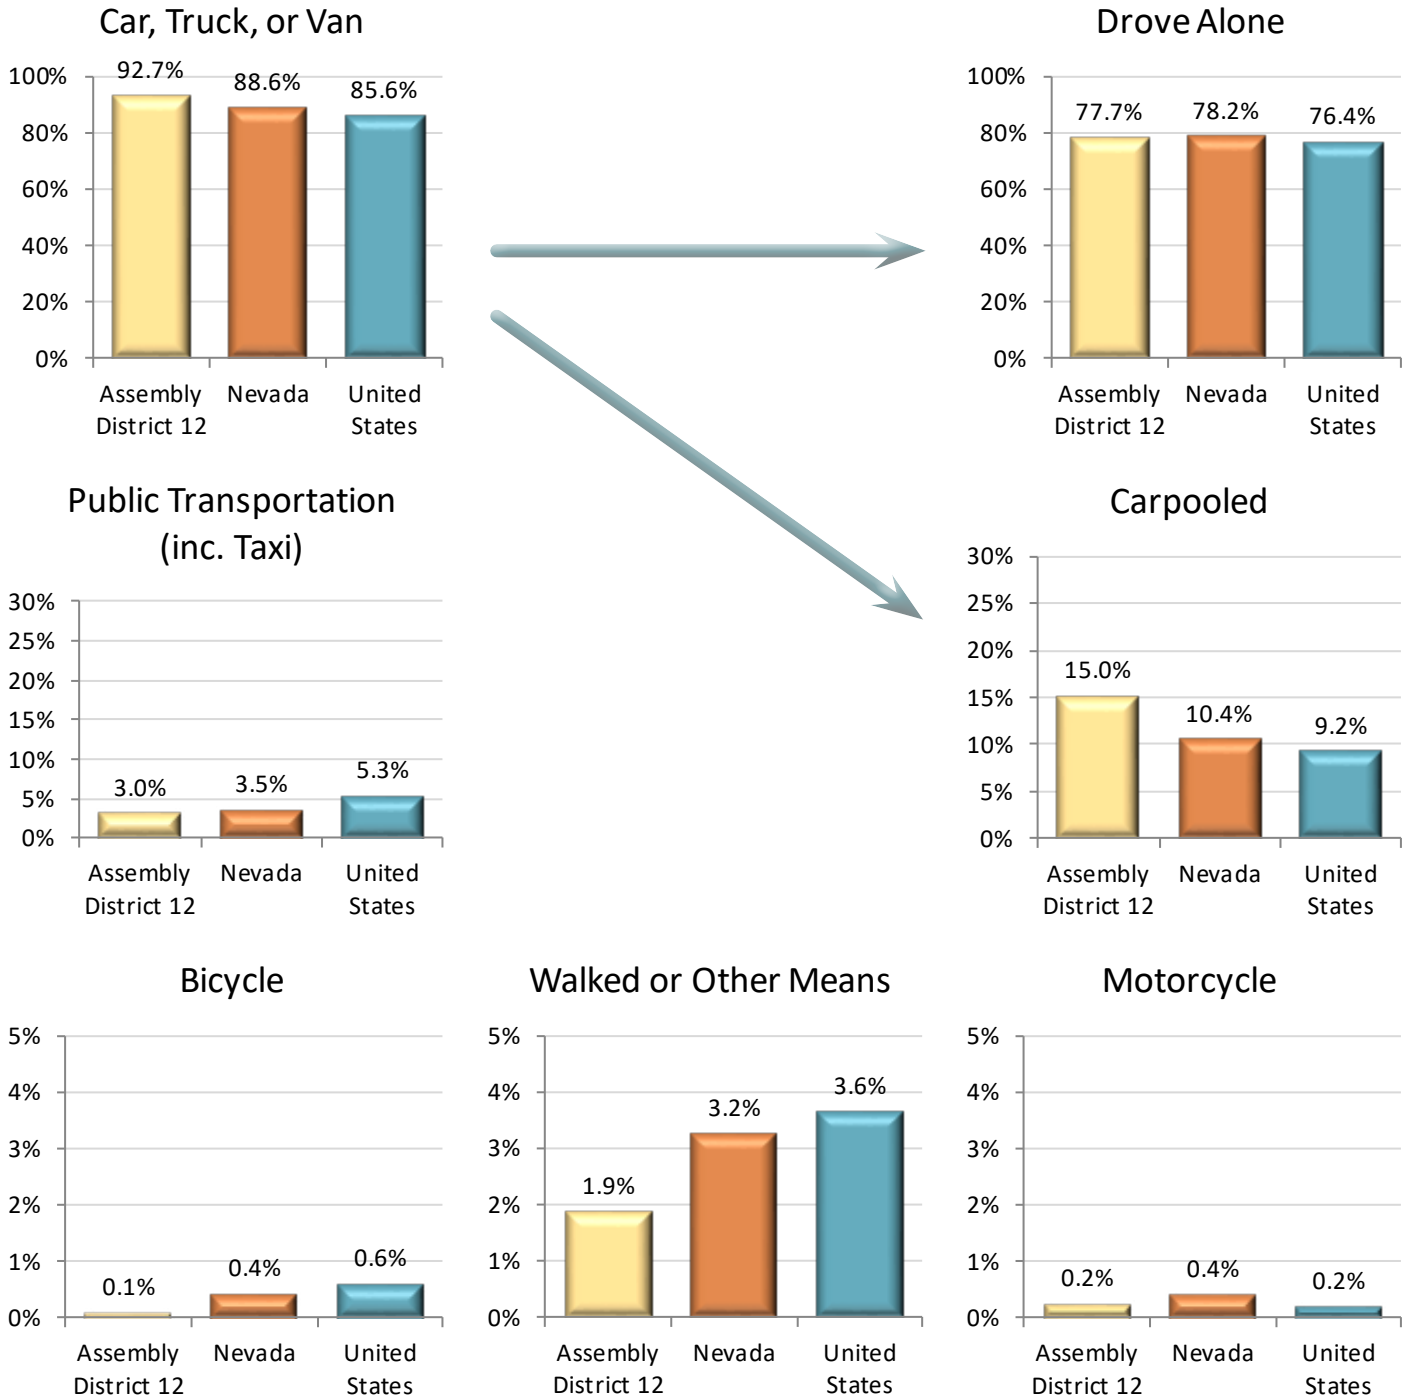 Car, Truck, or Van
100%
80%
60%
40%
20%
0%
92.7%
88.6%
85.6%
Assembly
District 12
Nevada
United
States
Drove Alone
100%
80%
60%
40%
20%
0%
77.7%
78.2%
76.4%
Assembly
District 12
Nevada
United
States
Public Transportation
(inc. Taxi)
30%
25%
20%
15%
10%
5%
0%
3.0%
3.5%
5.3%
Assembly
District 12
Nevada
United
States
Carpooled
30%
25%
20%
15%
10%
5%
0%
15.0%
10.4%
9.2%
Assembly
District 12
Nevada
United
States
Bicycle
5%
4%
3%
2%
1%
0%
0.1%
0.4%
0.6%
Assembly
District 12
Nevada
United
States
Walked or Other Means
5%
4%
3%
2%
1%
0%
1.9%
3.2%
3.6%
Assembly
District 12
Nevada
United
States
Motorcycle
5%
4%
3%
2%
1%
0%
0.2%
0.4%
0.2%
Assembly
District 12
Nevada
United
States